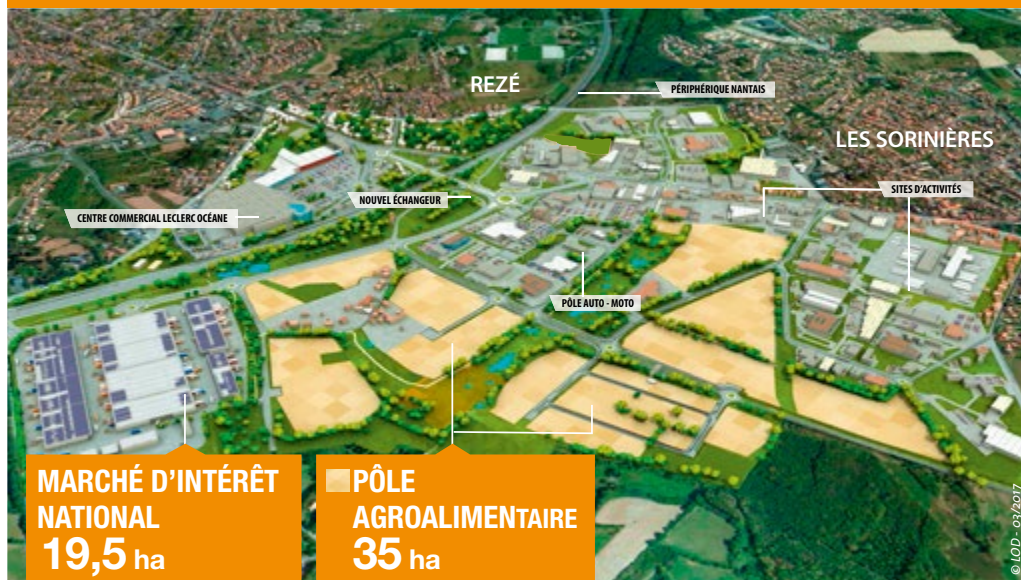 REZÉ
PÉRIPHÉRIQUE NANTAIS
LES SORINIÈRES
SITES D'ACTIVITÉS
NOUVEL ÉCHANGEUR
CENTRE COMMERCIAL LECLERC OCÉANE
PÔLE AUTO - MOTO
MARCHÉ D'INTÉRÊT
NATIONAL
19,5 ha
PÔLE
AGROALIMENTAIRE
35 ha
© LOD - 03/2017